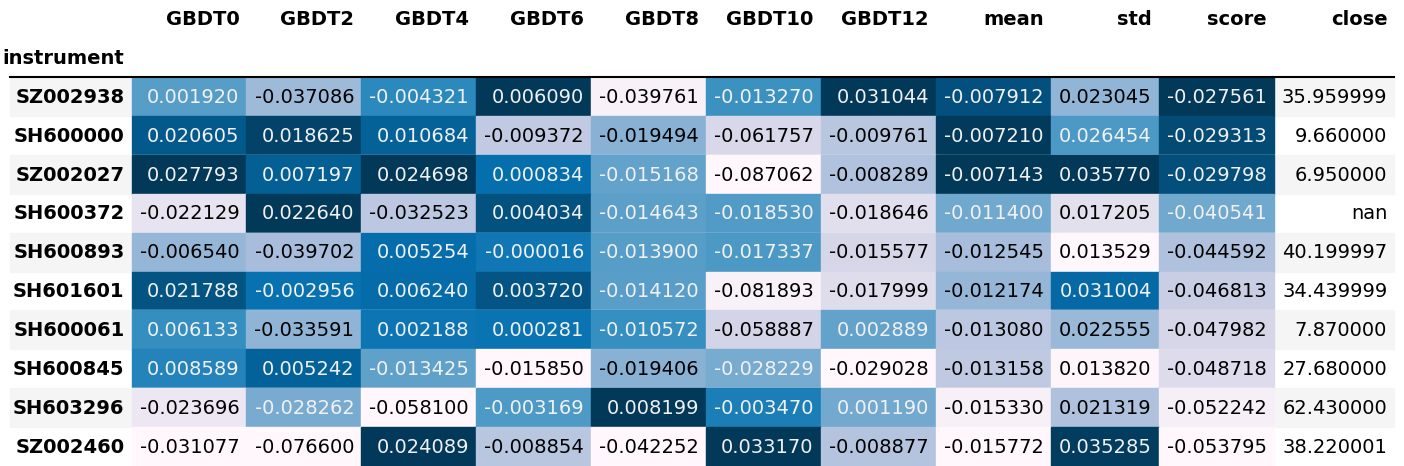 GBDT0 GBDT2 GBDT4 GBDT6 GBDT8 GBDT10 GBDT12 mean std score close
instrument
SZ002938 0.001920 -0.037086 -0.004321 0.006090 -0.039761 -0.013270 0.031044 -0.007912 0.023045 -0.027561 35.959999
SH600000 0.020605 0.018625 0.010684 -0.009372 -0.019494 -0.061757 -0.009761 -0.007210 0.026454 -0.029313 9.660000
SZ002027 0.027793 0.007197 0.024698 0.000834 -0.015168 -0.087062 -0.008289 -0.007143 0.035770 -0.029798 6.950000
SH600372 -0.022129 0.022640 -0.032523 0.004034 -0.014643 -0.018530 -0.018646 -0.011400 0.017205 -0.040541 nan
SH600893 -0.006540 -0.039702 0.005254 -0.000016 -0.013900 -0.017337 -0.015577 -0.012545 0.013529 -0.044592 40.199997
SH601601 0.021788 -0.002956 0.006240 0.003720 -0.014120 -0.081893 -0.017999 -0.012174 0.031004 -0.046813 34.439999
SH600061 0.006133 -0.033591 0.002188 0.000281 -0.010572 -0.058887 0.002889 -0.013080 0.022555 -0.047982 7.870000
SH600845 0.008589 0.005242 -0.013425 -0.015850 -0.019406 -0.028229 -0.029028 -0.013158 0.013820 -0.048718 27.680000
SH603296 -0.023696 -0.028262 -0.058100 -0.003169 0.008199 -0.003470 0.001190 -0.015330 0.021319 -0.052242 62.430000
SZ002460 -0.031077 -0.076600 0.024089 -0.008854 -0.042252 0.033170 -0.008877 -0.015772 0.035285 -0.053795 38.220001